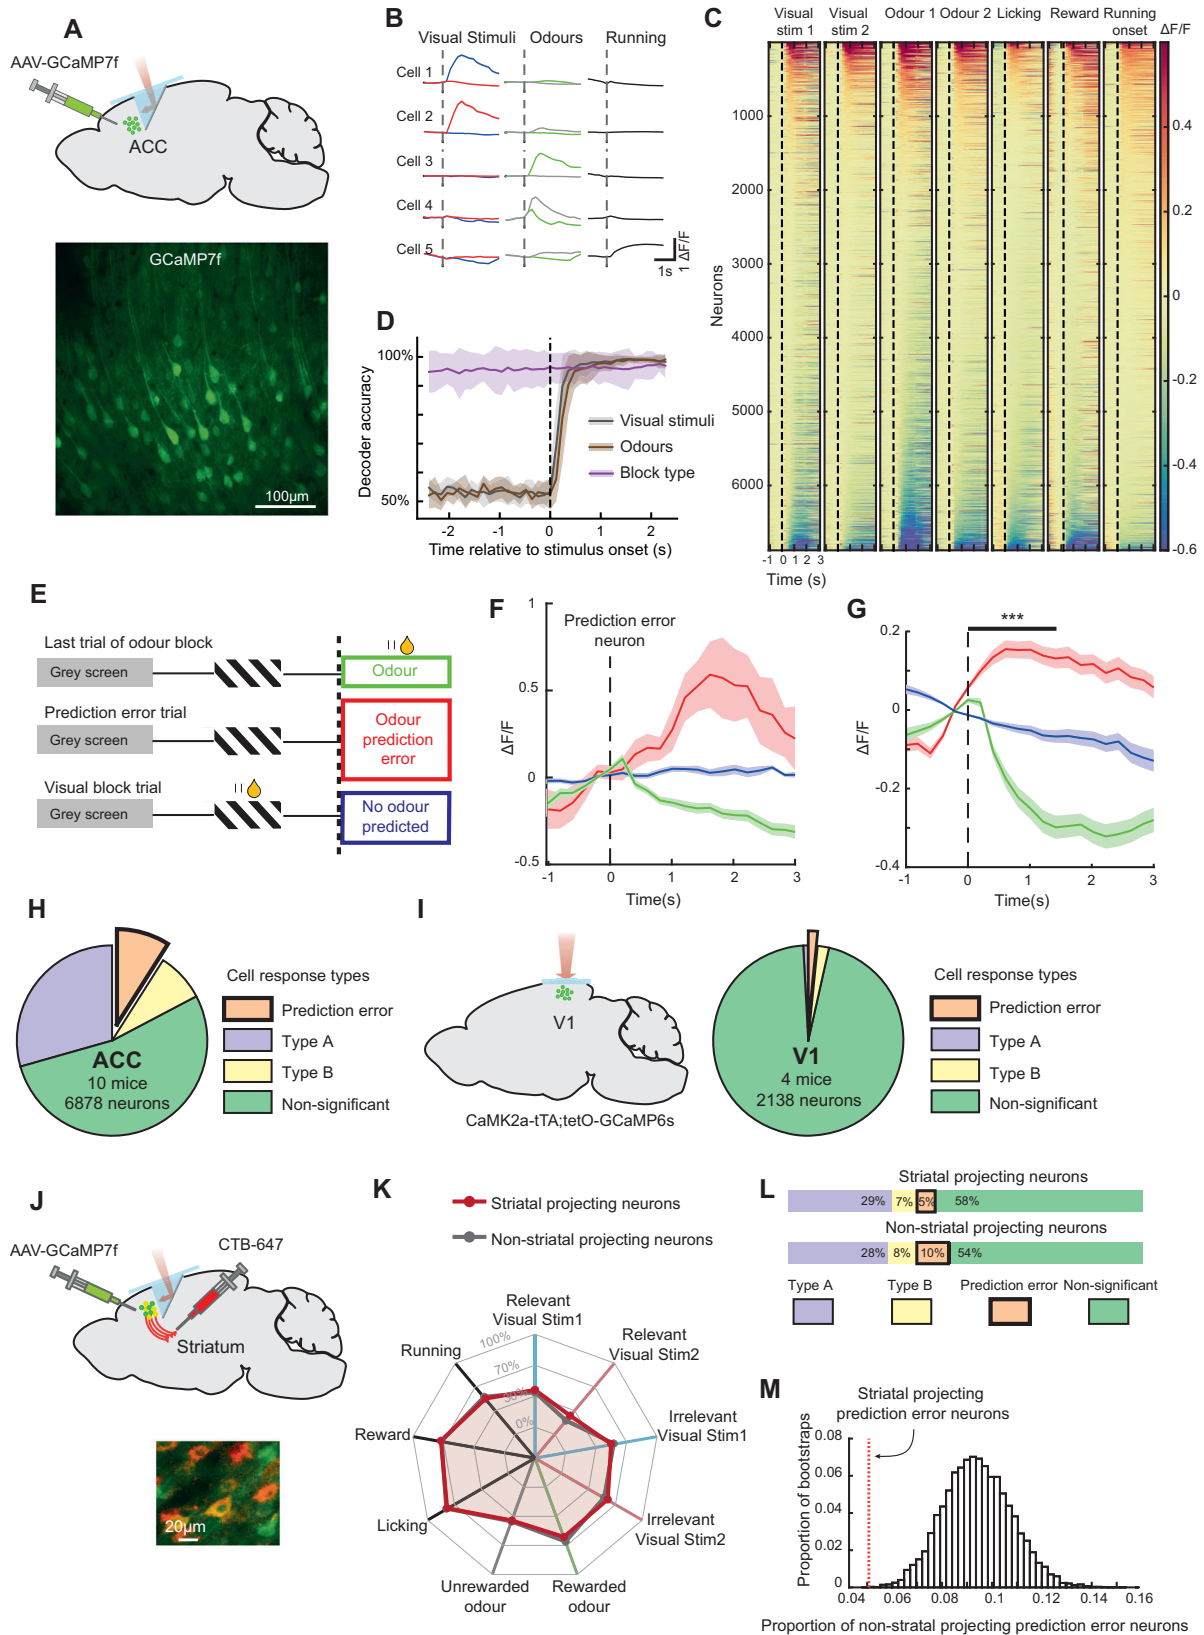 A
AAV-GCaMP7f
ACC
GCaMP7f
100µm
B
Visual Stimuli
Odours
Running
Cell 1
Cell 2
Cell 3
Cell 4
Cell 5
1s
1 ΔF/F
C
Visual stim 1
Visual stim 2
Odour 1
Odour 2
Licking
Reward
Running onset
ΔF/F
Neurons
1000
2000
3000
4000
5000
6000
0.4
0.2
0
-0.2
-0.4
-0.6
-1 0 1 2 3
Time (s)
D
Decoder accuracy
100%
50%
Visual stimuli
Odours
Block type
-2 -1 0 1 2
Time relative to stimulus onset (s)
E
Last trial of odour block
Grey screen
Odour
Prediction error trial
Grey screen
Odour prediction error
Visual block trial
Grey screen
No odour predicted
F
Prediction error neuron
ΔF/F
1
0.5
0
-0.5
-1 0 1 2 3
Time(s)
G
***
ΔF/F
0.2
0
-0.2
-0.4
-1 0 1 2 3
Time(s)
H
ACC
10 mice
6878 neurons
Cell response types
Prediction error
Type A
Type B
Non-significant
I
V1
CaMK2a-tTA;tetO-GCaMP6s
V1
4 mice
2138 neurons
Cell response types
Prediction error
Type A
Type B
Non-significant
J
AAV-GCaMP7f
CTB-647
Striatum
20µm
K
Striatal projecting neurons
Non-striatal projecting neurons
Relevant Visual Stim1
Relevant Visual Stim2
Irrelevant Visual Stim1
Irrelevant Visual Stim2
Rewarded odour
Unrewarded odour
Licking
Reward
Running
100%
70%
30%
0%
L
Striatal projecting neurons
29% 7% 5% 58%
Non-striatal projecting neurons
28% 8% 10% 54%
Type A
Type B
Prediction error
Non-significant
M
Striatal projecting
prediction error neurons
Proportion of bootstraps
0.08
0.06
0.04
0.02
0
0.04 0.06 0.08 0.1 0.12 0.14 0.16
Proportion of non-stratal projecting prediction error neurons